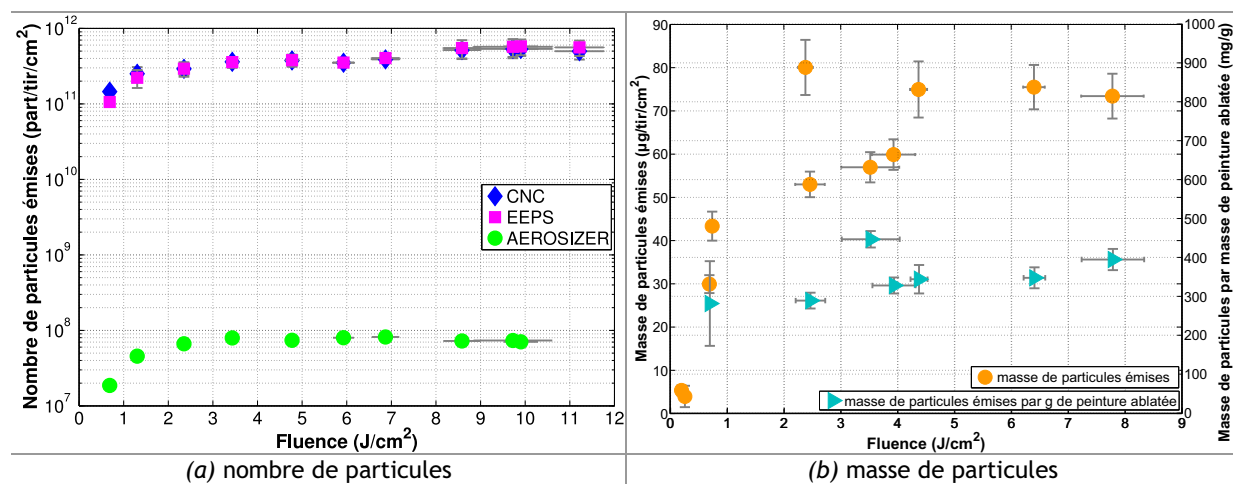 Nombre de particules émises (part/tir/cm²)
10¹²
10¹¹
10¹⁰
10⁹
10⁸
10⁷
CNC
EEPS
AEROSIZER
0 1 2 3 4 5 6 7 8 9 10 11 12
Fluence (J/cm²)
(a) nombre de particules
Masse de particules émises (µg/tir/cm²)
90
80
70
60
50
40
30
20
10
0
masse de particules émises
masse de particules émises par g de peinture ablatée
0 1 2 3 4 5 6 7 8 9
Fluence (J/cm²)
1000
900
800
700
600
500
400
300
200
100
0
Masse de particules par masse de peinture ablatée (mg/g)
(b) masse de particules